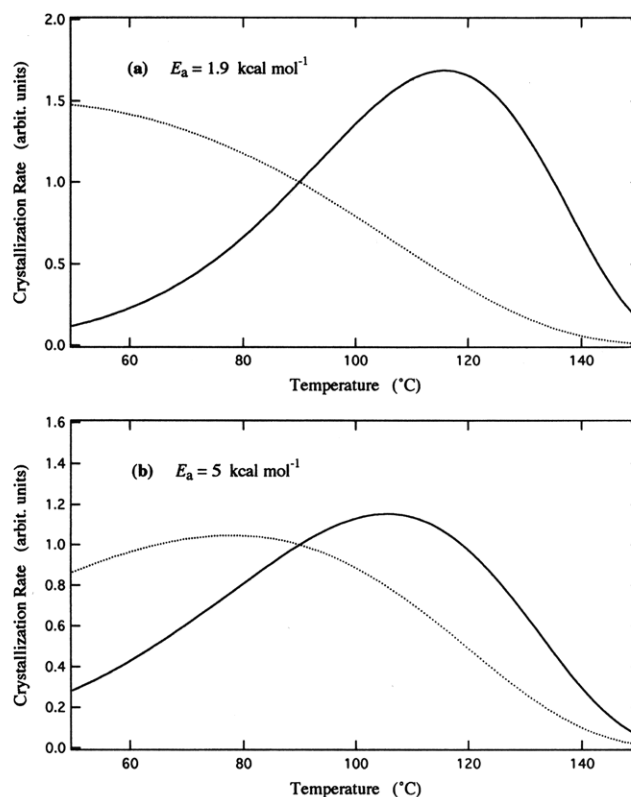 2.0
1.5
1.0
0.5
0.0
Crystallization Rate (arbit. units)
(a) Eₐ = 1.9 kcal mol⁻¹
60 80 100 120 140
Temperature (˚C)
1.6
1.4
1.2
1.0
0.8
0.6
0.4
0.2
0.0
Crystallization Rate (arbit. units)
(b) Eₐ = 5 kcal mol⁻¹
60 80 100 120 140
Temperature (˚C)